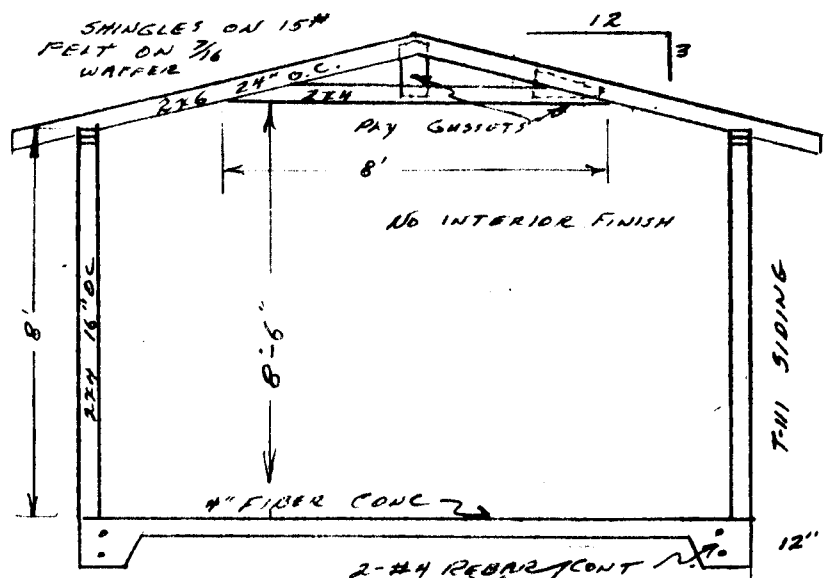 SHINGLES ON 15#
FELT ON 7/16
WAFFER
12
3
2x6 24" O.C.
2x4
PLY GUSSUTS
8'
NO INTERIOR FINISH
8'
2x4 16" OC
8'-6"
T-111 SIDING
4" FIBER CONC
2-#4 REBAR CONT
12"